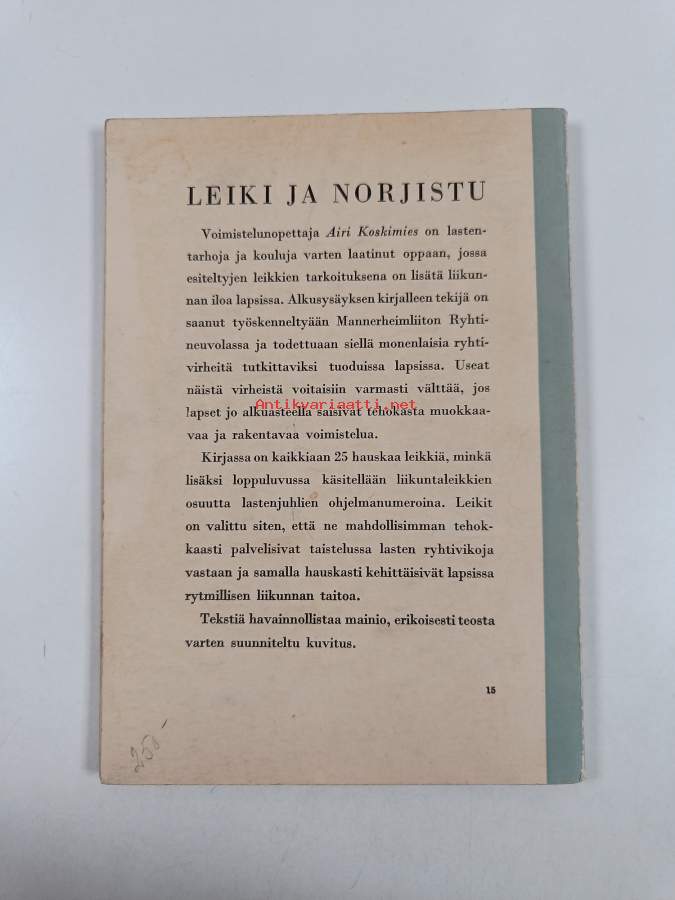 LEIKI JA NORJISTU
Voimistelunopettaja Airi Koskimies on lasten-
tarhoja ja kouluja varten laatinut oppaan, jossa
esiteltyjen leikkien tarkoituksena on lisätä liikun-
nan iloa lapsissa. Alkusysäyksen kirjalleen tekijä on
saanut työskenneltyään Mannerheimliiton Ryhti-
neuvolassa ja todettuaan siellä monenlaisia ryhti-
virheitä tutkittaviksi tuoduissa lapsissa. Useat
näistä virheistä voitaisiin varmasti välttää, jos
Antikvariaatti.net
lapset jo alkuasteella saisivat tehokasta muokkaa-
vaa ja rakentavaa voimistelua.
Kirjassa on kaikkiaan 25 hauskaa leikkiä, minkä
lisäksi loppuluvussa käsitellään liikuntaleikkien
osuutta lastenjuhlien ohjelmanumeroina. Leikit
on valittu siten, että ne mahdollisimman tehok-
kaasti palvelisivat taistelussa lasten ryhtivikoja
vastaan ja samalla hauskasti kehittäisivät lapsissa
rytmillisen liikunnan taitoa.
Tekstiä havainnollistaa mainio, erikoisesti teosta
varten suunniteltu kuvitus.
15
250-